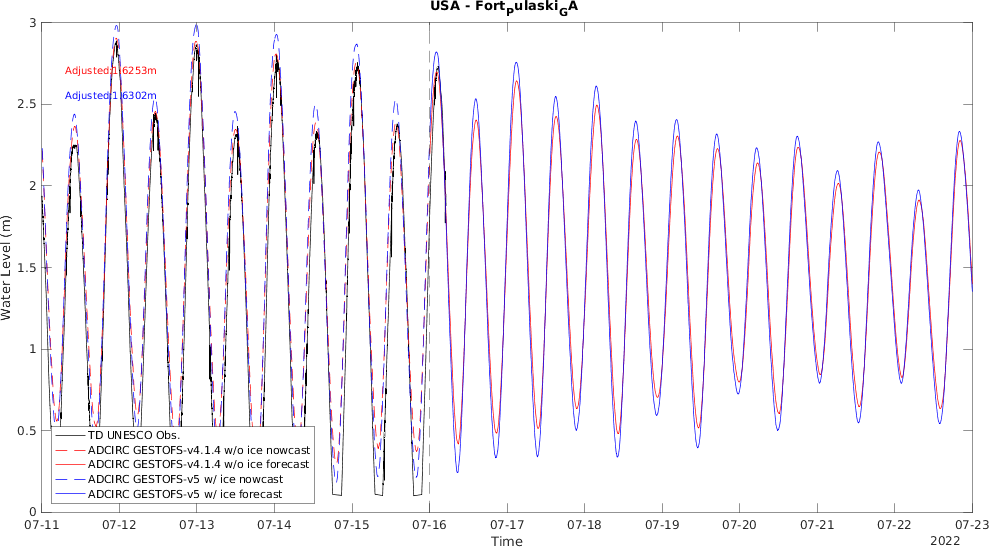 USA - FortPulaskiGA
3
2.5
2
1.5
1
0.5
0
Water Level (m)
Adjusted:1.6253m
Adjusted:1.6302m
TD UNESCO Obs.
ADCIRC GESTOFS-v4.1.4 w/o ice nowcast
ADCIRC GESTOFS-v4.1.4 w/o ice forecast
ADCIRC GESTOFS-v5 w/ ice nowcast
ADCIRC GESTOFS-v5 w/ ice forecast
07-11 07-12 07-13 07-14 07-15 07-16 07-17 07-18 07-19 07-20 07-21 07-22 07-23
Time
2022